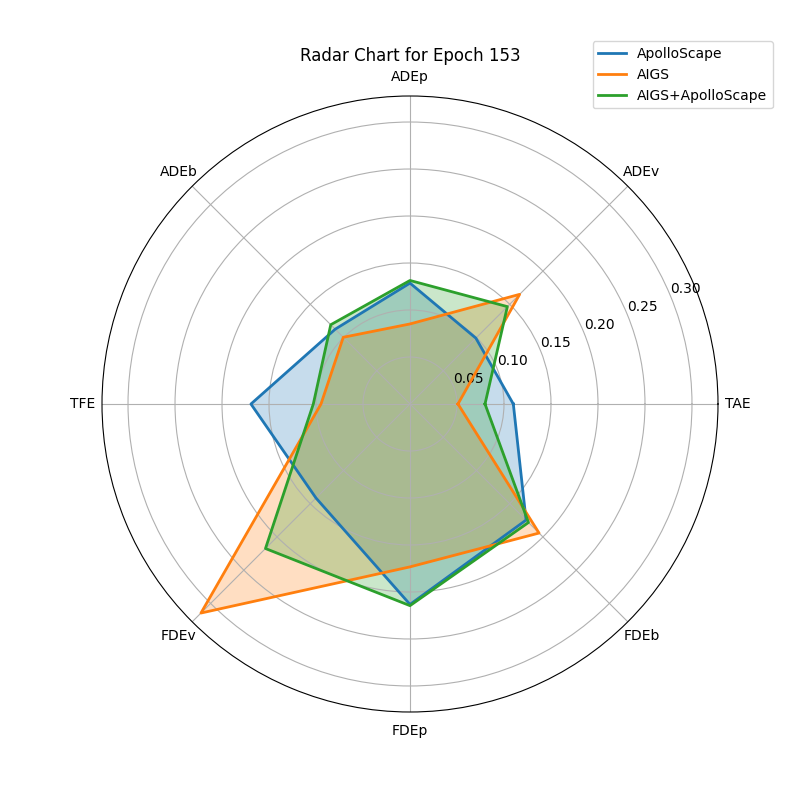 Radar Chart for Epoch 153
ApolloScape
AIGS
AIGS+ApolloScape
ADEp
ADEb
ADEv
0.30
0.25
0.20
0.15
0.10
0.05
TFE
TAE
FDEv
FDEb
FDEp